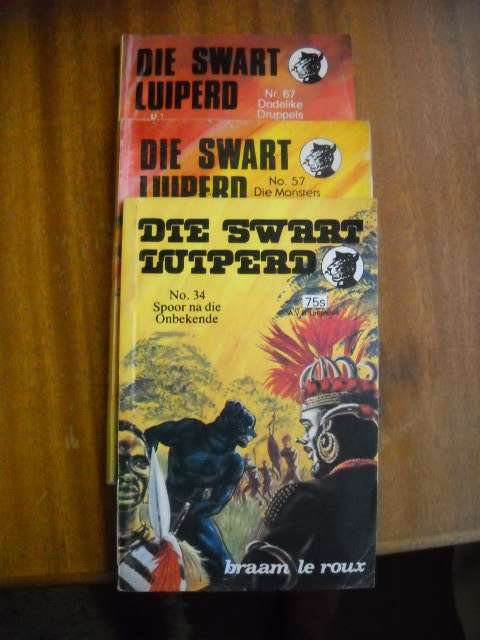 DIE SWART
LUIPERD
Nr. 67
Dodelike
Druppels
DIE SWART
LUIPERD
No. 57
Die Monsters
DIE SWART
LUIPERD
No. 34
Spoor na die
Onbekende
75s
braam le roux